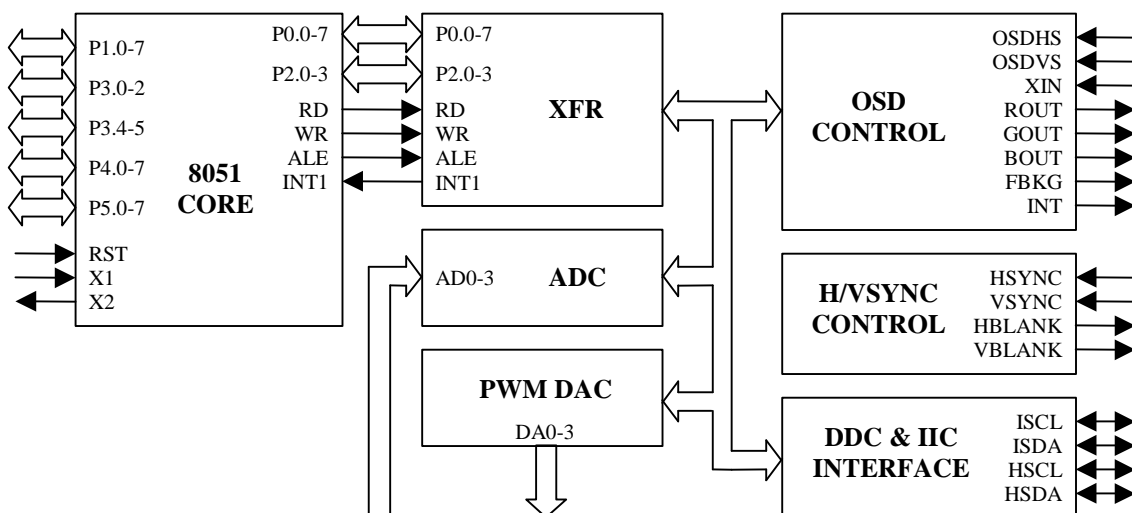 P1.0-7
P3.0-2
P3.4-5
P4.0-7
P5.0-7
RST
X1
X2
8051
CORE
P0.0-7
P2.0-3
RD
WR
ALE
INT1
P0.0-7
P2.0-3
RD
WR
ALE
INT1
XFR
AD0-3
ADC
PWM DAC
DA0-3
OSD
CONTROL
OSDHS
OSDVS
XIN
ROUT
GOUT
BOUT
FBKG
INT
H/VSYNC
CONTROL
HSYNC
VSYNC
HBLANK
VBLANK
DDC & IIC
INTERFACE
ISCL
ISDA
HSCL
HSDA